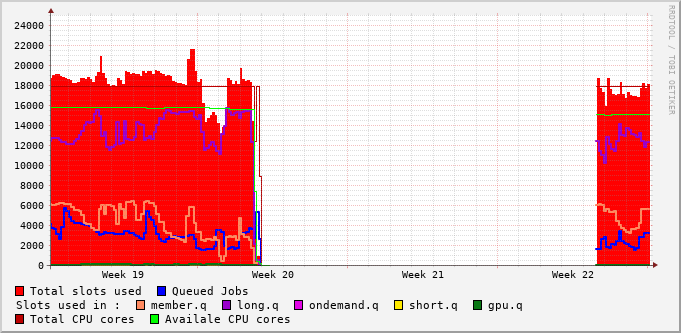 RRDTOOL / TOBI OETIKER
24000
22000
20000
18000
16000
14000
12000
10000
8000
6000
4000
2000
0
Week 19 Week 20 Week 21 Week 22
Total slots used Queued Jobs
Slots used in : member.q long.q ondemand.q short.q gpu.q
Total CPU cores Availale CPU cores